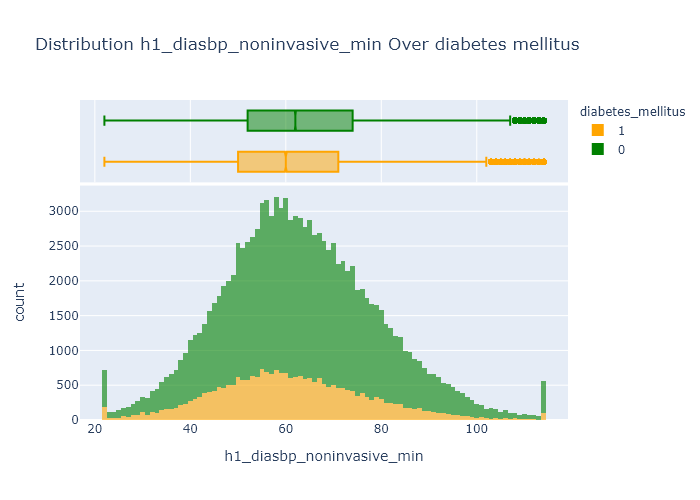 Distribution h1_diasbp_noninvasive_min Over diabetes mellitus
diabetes_mellitus
1
0
3000
2500
2000
1500
1000
500
0
20 40 60 80 100
count
h1_diasbp_noninvasive_min